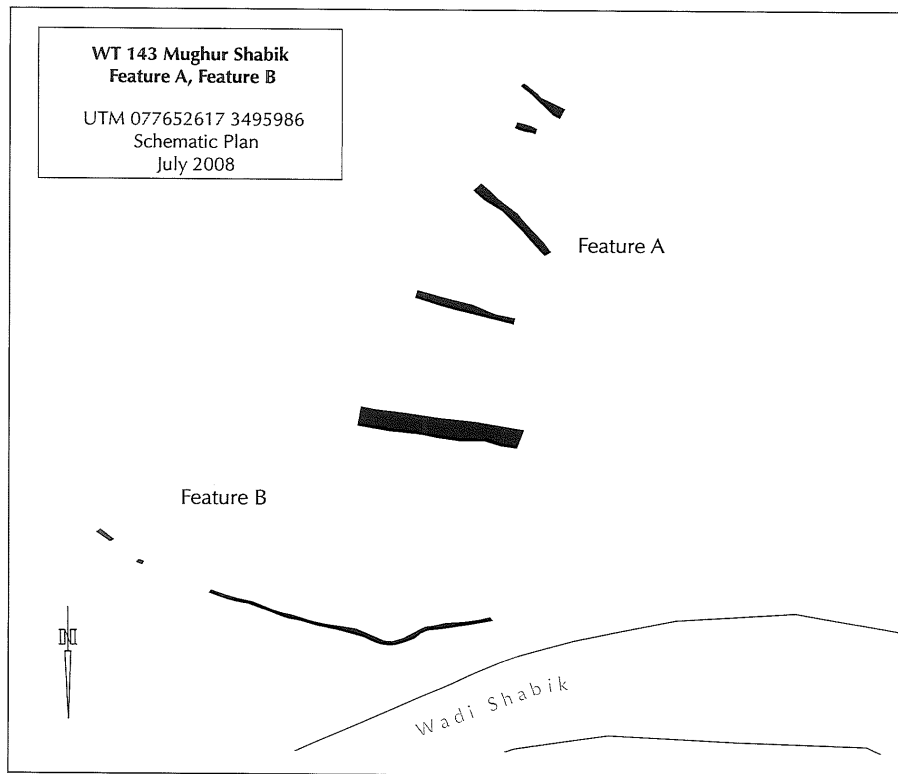 WT 143 Mughur Shabik
Feature A, Feature B
UTM 077652617 3495986
Schematic Plan
July 2008
Feature A
Feature B
N
Wadi Shabik